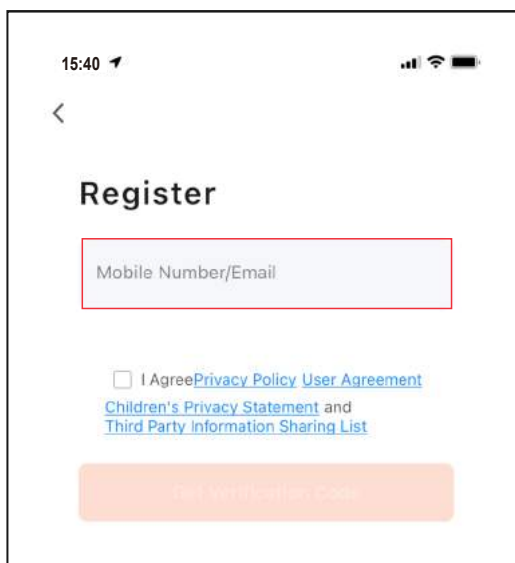 15:40
Register
Mobile Number/Email
I AgreePrivacy Policy User Agreement
Children's Privacy Statement and
Third Party Information Sharing List
Get Verification Code